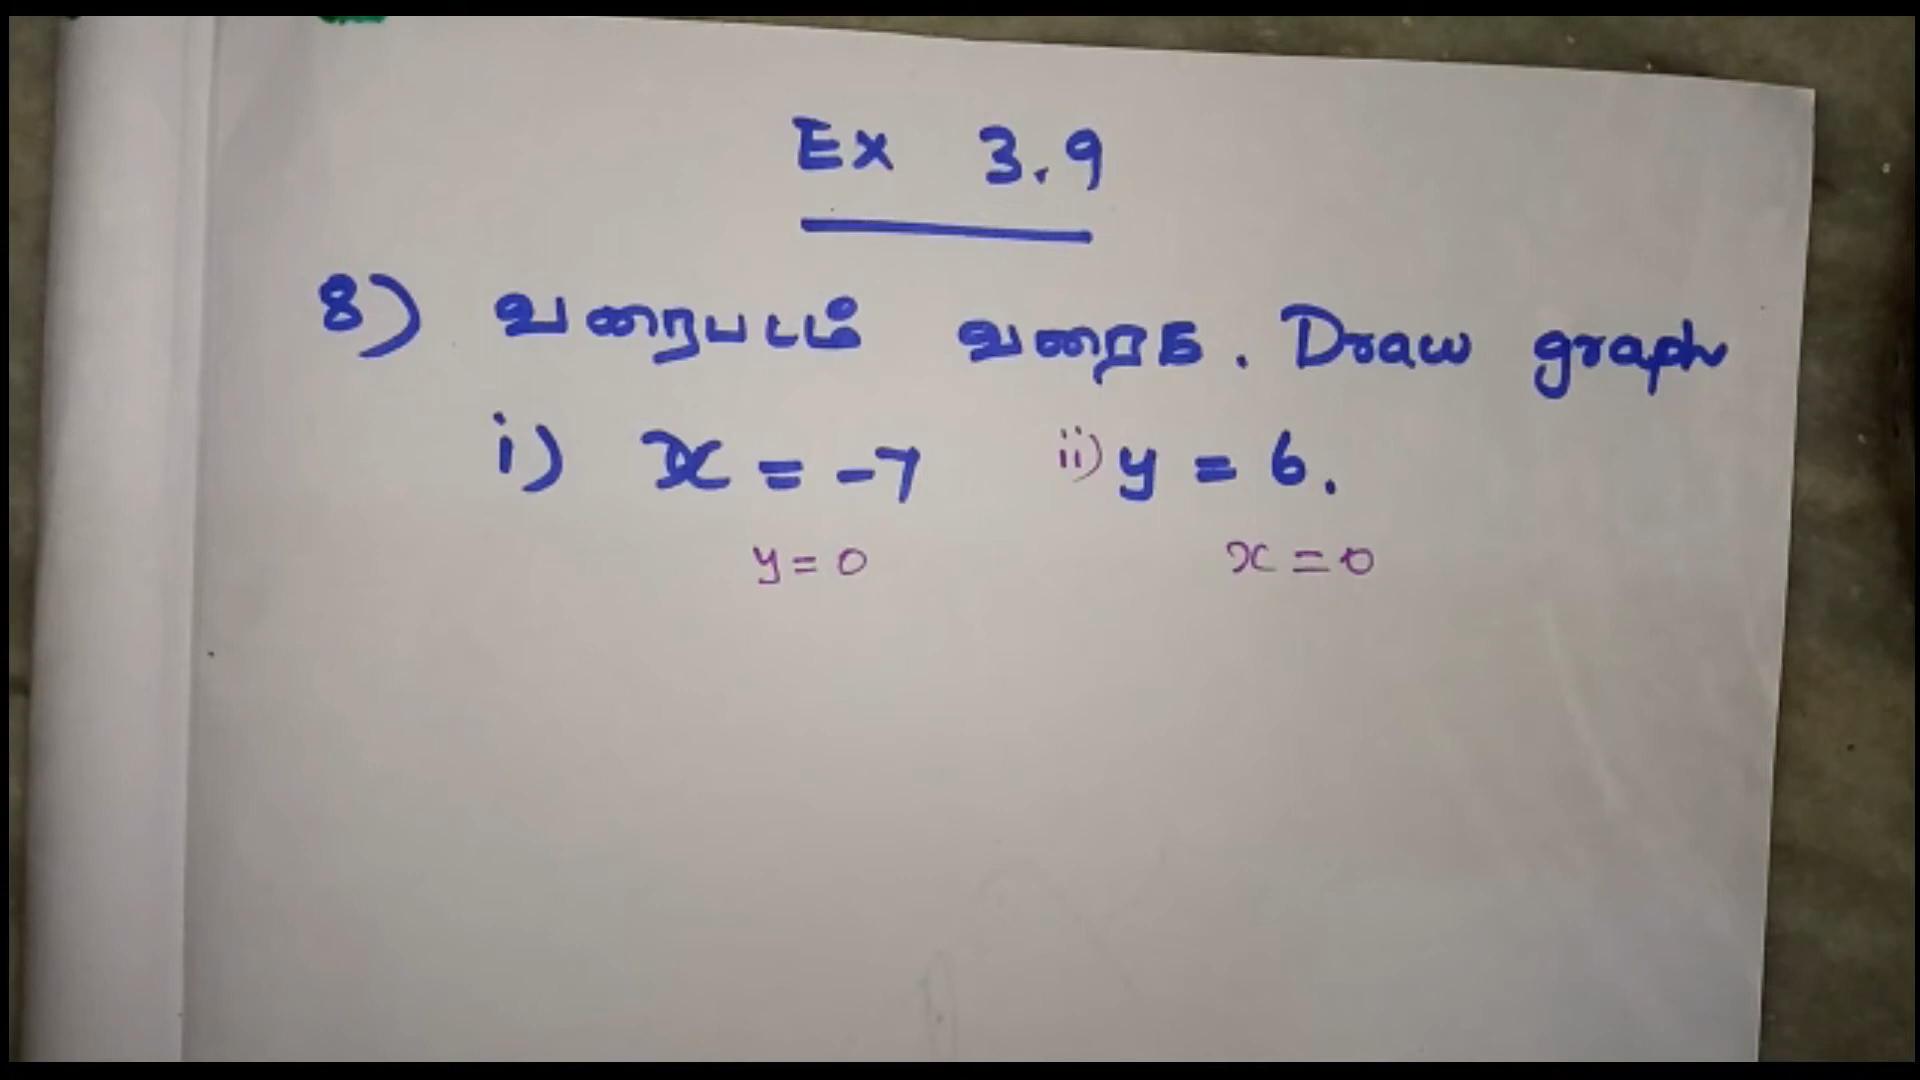 Ex 3.9
8) வரைபடம் வரைக. Draw graph
i) x = -7 ii) y = 6.
y = 0 x = 0